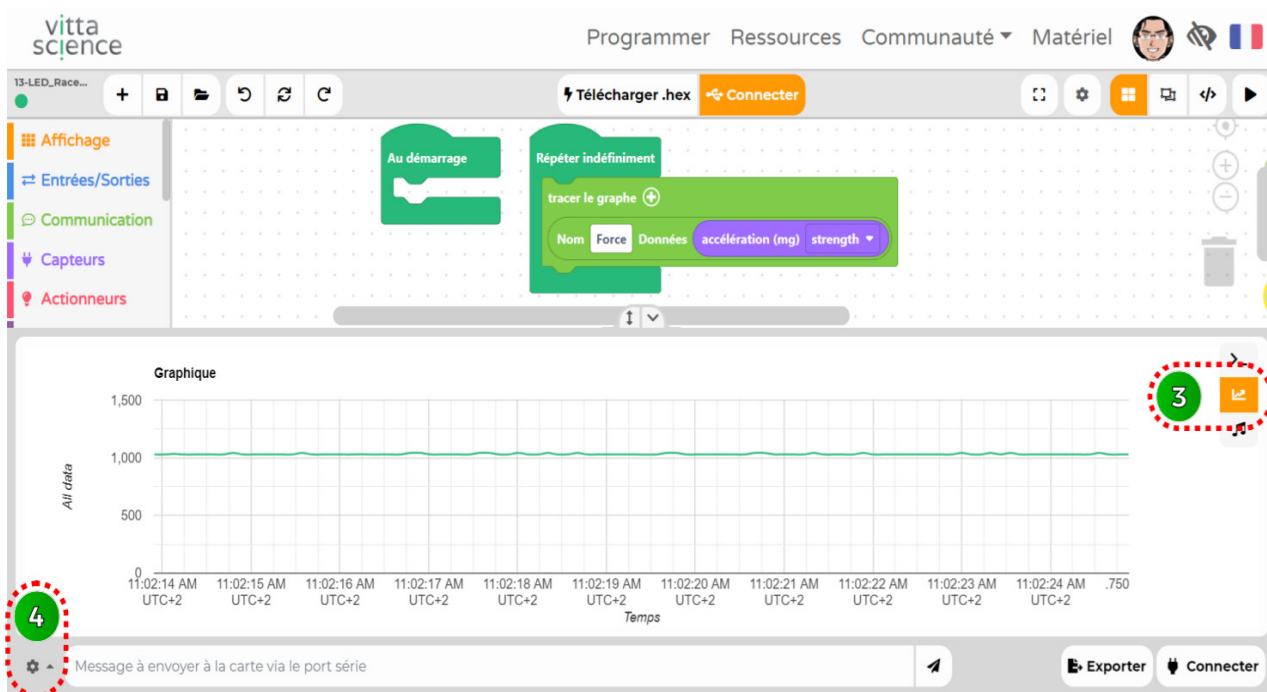 vitta
science
Programmer Ressources Communauté Matériel
13-LED_Race...
Télécharger .hex Connecter
Affichage
Entrées/Sorties
Communication
Capteurs
Actionneurs
Au démarrage
Répéter indéfiniment
tracer le graphe
Nom Force Données accélération (mg) strength
Graphique
1,500
1,000
500
0
All data
11:02:14 AM 11:02:15 AM 11:02:16 AM 11:02:17 AM 11:02:18 AM 11:02:19 AM 11:02:20 AM 11:02:21 AM 11:02:22 AM 11:02:23 AM 11:02:24 AM .750
UTC+2 UTC+2 UTC+2 UTC+2 UTC+2 UTC+2 UTC+2 UTC+2 UTC+2 UTC+2 UTC+2
Temps
3
4
Message à envoyer à la carte via le port série
Exporter Connecter